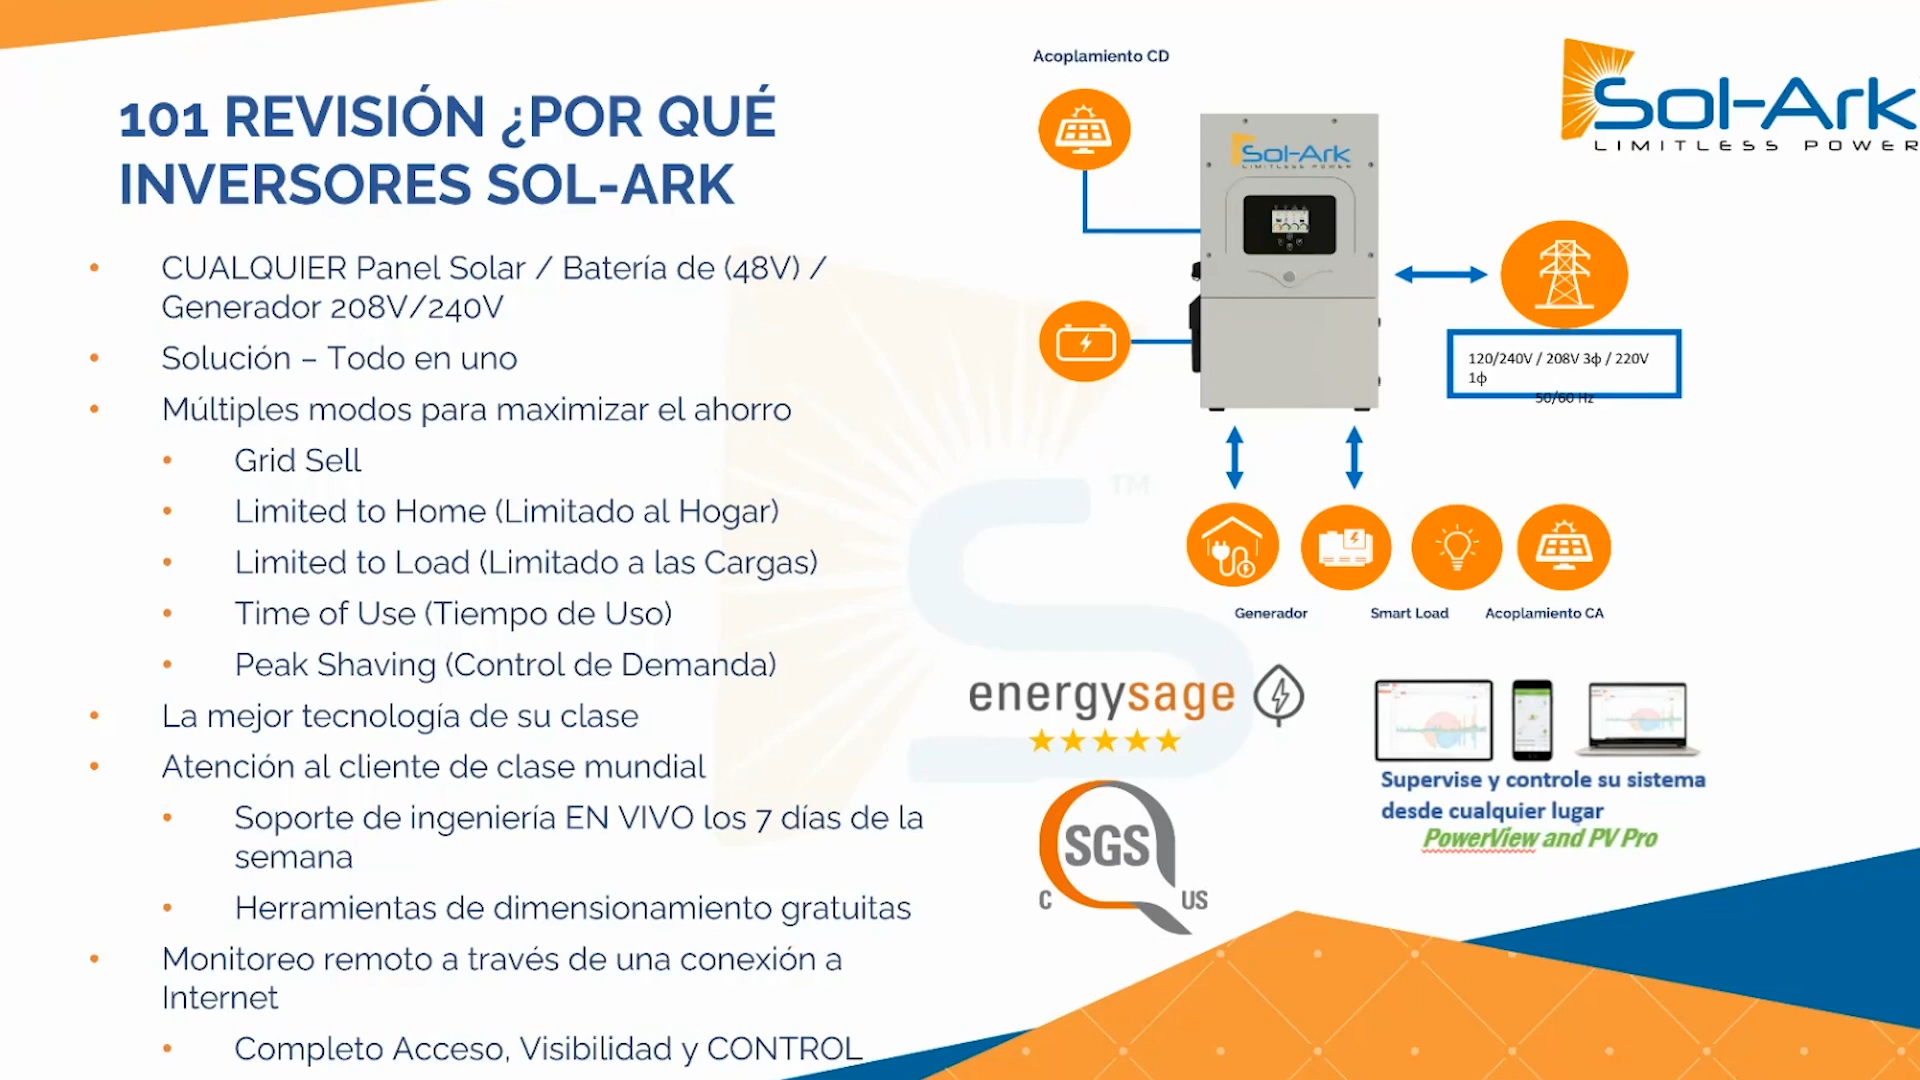 101 REVISIÓN ¿POR QUÉ
INVERSORES SOL-ARK
• CUALQUIER Panel Solar / Batería de (48V) /
Generador 208V/240V
• Solución – Todo en uno
• Múltiples modos para maximizar el ahorro
• Grid Sell
• Limited to Home (Limitado al Hogar)
• Limited to Load (Limitado a las Cargas)
• Time of Use (Tiempo de Uso)
• Peak Shaving (Control de Demanda)
• La mejor tecnología de su clase
• Atención al cliente de clase mundial
• Soporte de ingeniería EN VIVO los 7 días de la
semana
• Herramientas de dimensionamiento gratuitas
• Monitoreo remoto a través de una conexión a
Internet
• Completo Acceso, Visibilidad y CONTROL
Acoplamiento CD
Sol-Ark
LIMITLESS POWER
Sol-Ark
LIMITLESS POWER
120/240V / 208V 3ϕ / 220V
1ϕ
50/60 Hz
Generador
Smart Load
Acoplamiento CA
TM
energysage
SGS
C US
Supervise y controle su sistema
desde cualquier lugar
PowerView and PV Pro